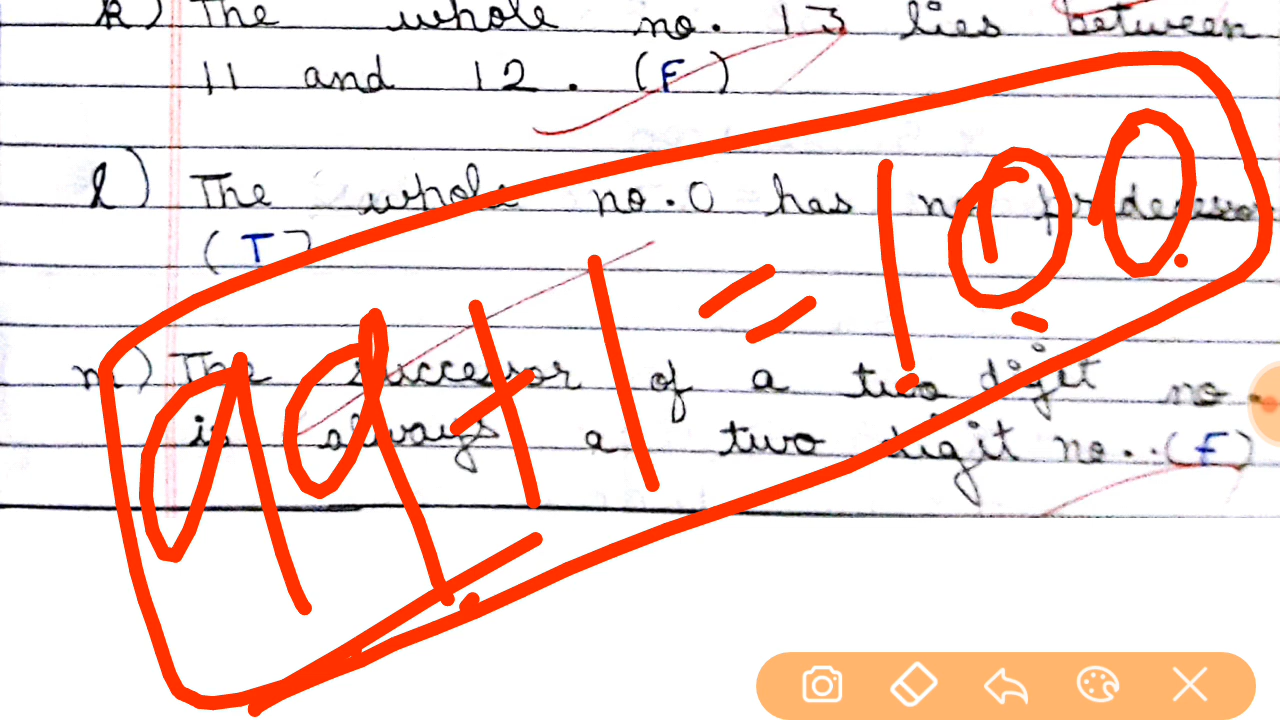 k) The whole no. 13 lies between
11 and 12. (F)
l) The whole no. 0 has no predecessor
(T)
m) The successor of a two digit no.
is always a two digit no.. (F)
99+1=100